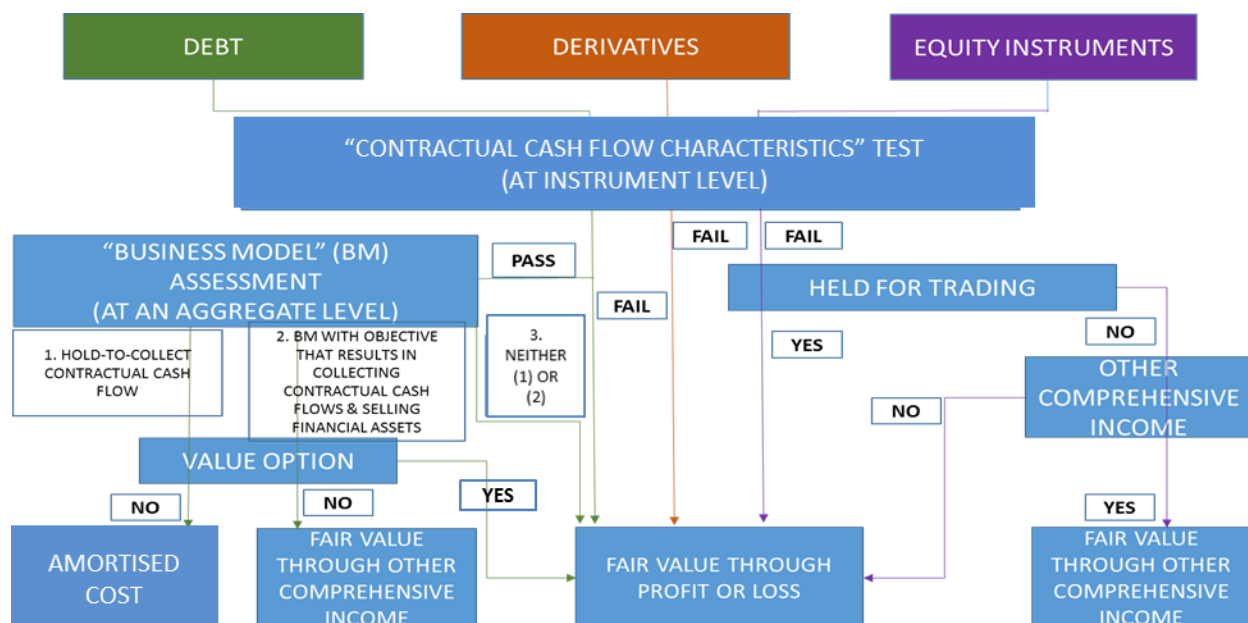 DEBT
DERIVATIVES
EQUITY INSTRUMENTS
“CONTRACTUAL CASH FLOW CHARACTERISTICS” TEST
(AT INSTRUMENT LEVEL)
FAIL
FAIL
“BUSINESS MODEL” (BM)
ASSESSMENT
(AT AN AGGREGATE LEVEL)
PASS
HELD FOR TRADING
FAIL
1. HOLD-TO-COLLECT
CONTRACTUAL CASH
FLOW
2. BM WITH OBJECTIVE
THAT RESULTS IN
COLLECTING
CONTRACTUAL CASH
FLOWS & SELLING
FINANCIAL ASSETS
3.
NEITHER
(1) OR
(2)
YES
NO
OTHER
COMPREHENSIVE
INCOME
NO
VALUE OPTION
YES
NO
NO
YES
AMORTISED
COST
FAIR VALUE
THROUGH OTHER
COMPREHENSIVE
INCOME
FAIR VALUE THROUGH
PROFIT OR LOSS
FAIR VALUE
THROUGH OTHER
COMPREHENSIVE
INCOME